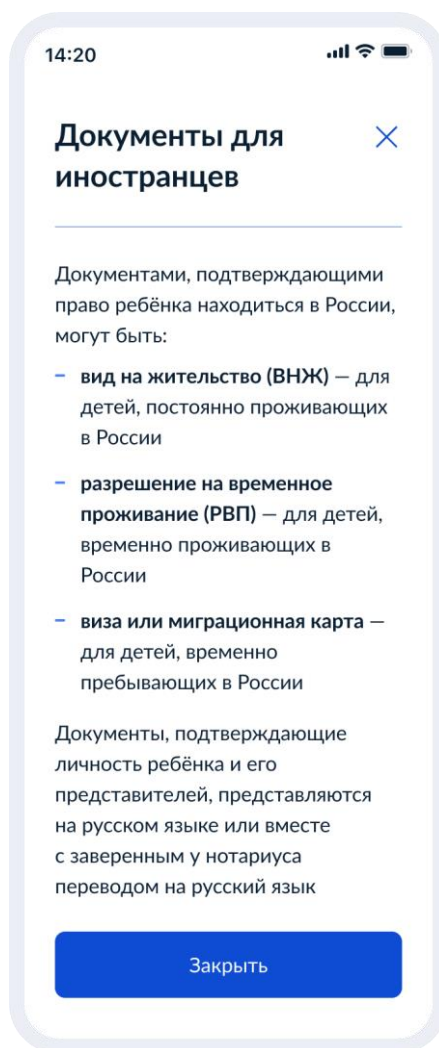 14:20
Документы для
иностранцев
Документами, подтверждающими
право ребёнка находиться в России,
могут быть:
– вид на жительство (ВНЖ) — для
детей, постоянно проживающих
в России
– разрешение на временное
проживание (РВП) — для детей,
временно проживающих в
России
– виза или миграционная карта —
для детей, временно
пребывающих в России
Документы, подтверждающие
личность ребёнка и его
представителей, представляются
на русском языке или вместе
с заверенным у нотариуса
переводом на русский язык
Закрыть